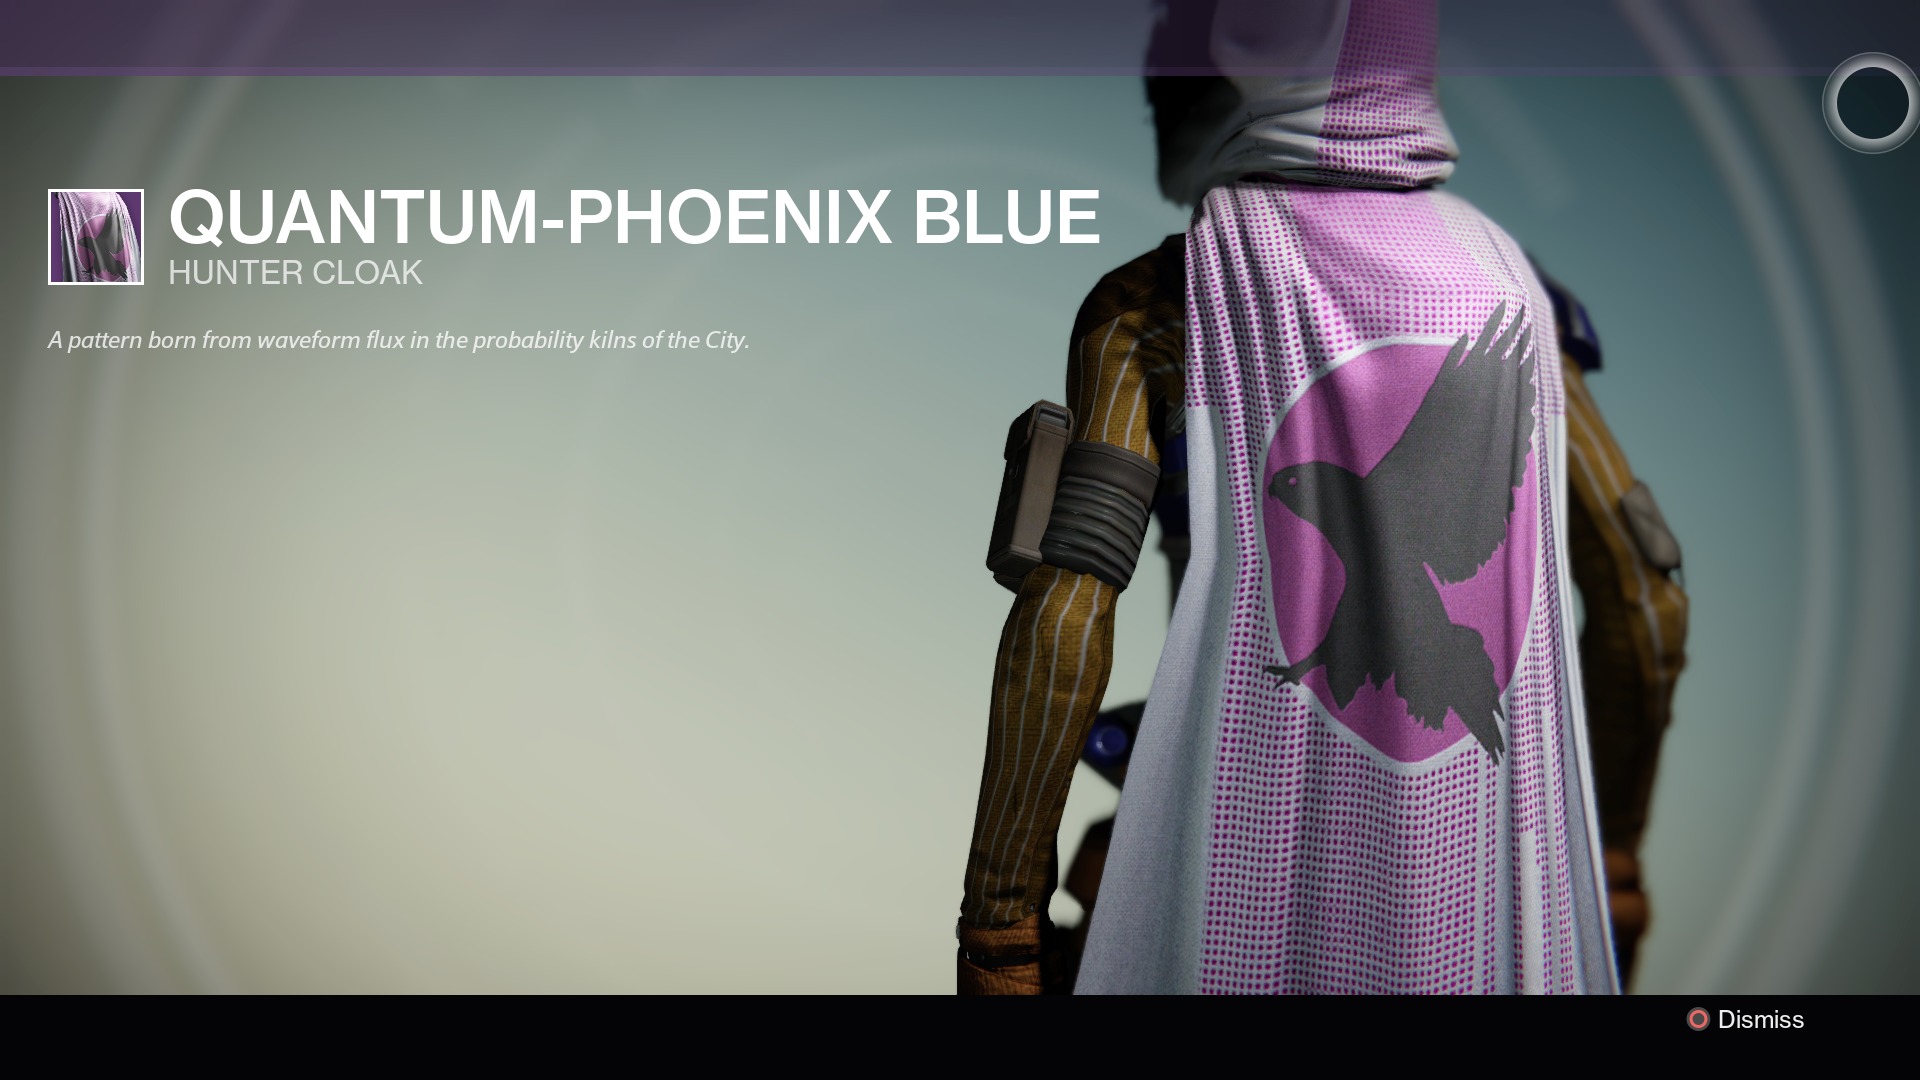 QUANTUM-PHOENIX BLUE
HUNTER CLOAK
A pattern born from waveform flux in the probability kilns of the City.
Dismiss